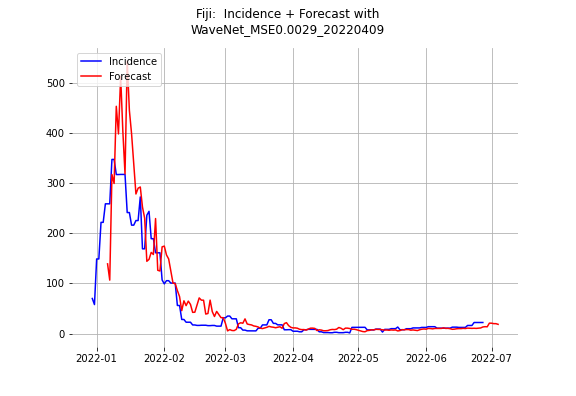 Fiji:  Incidence + Forecast with
WaveNet_MSE0.0029_20220409
Incidence
Forecast
500
400
300
200
100
0
2022-01 2022-02 2022-03 2022-04 2022-05 2022-06 2022-07